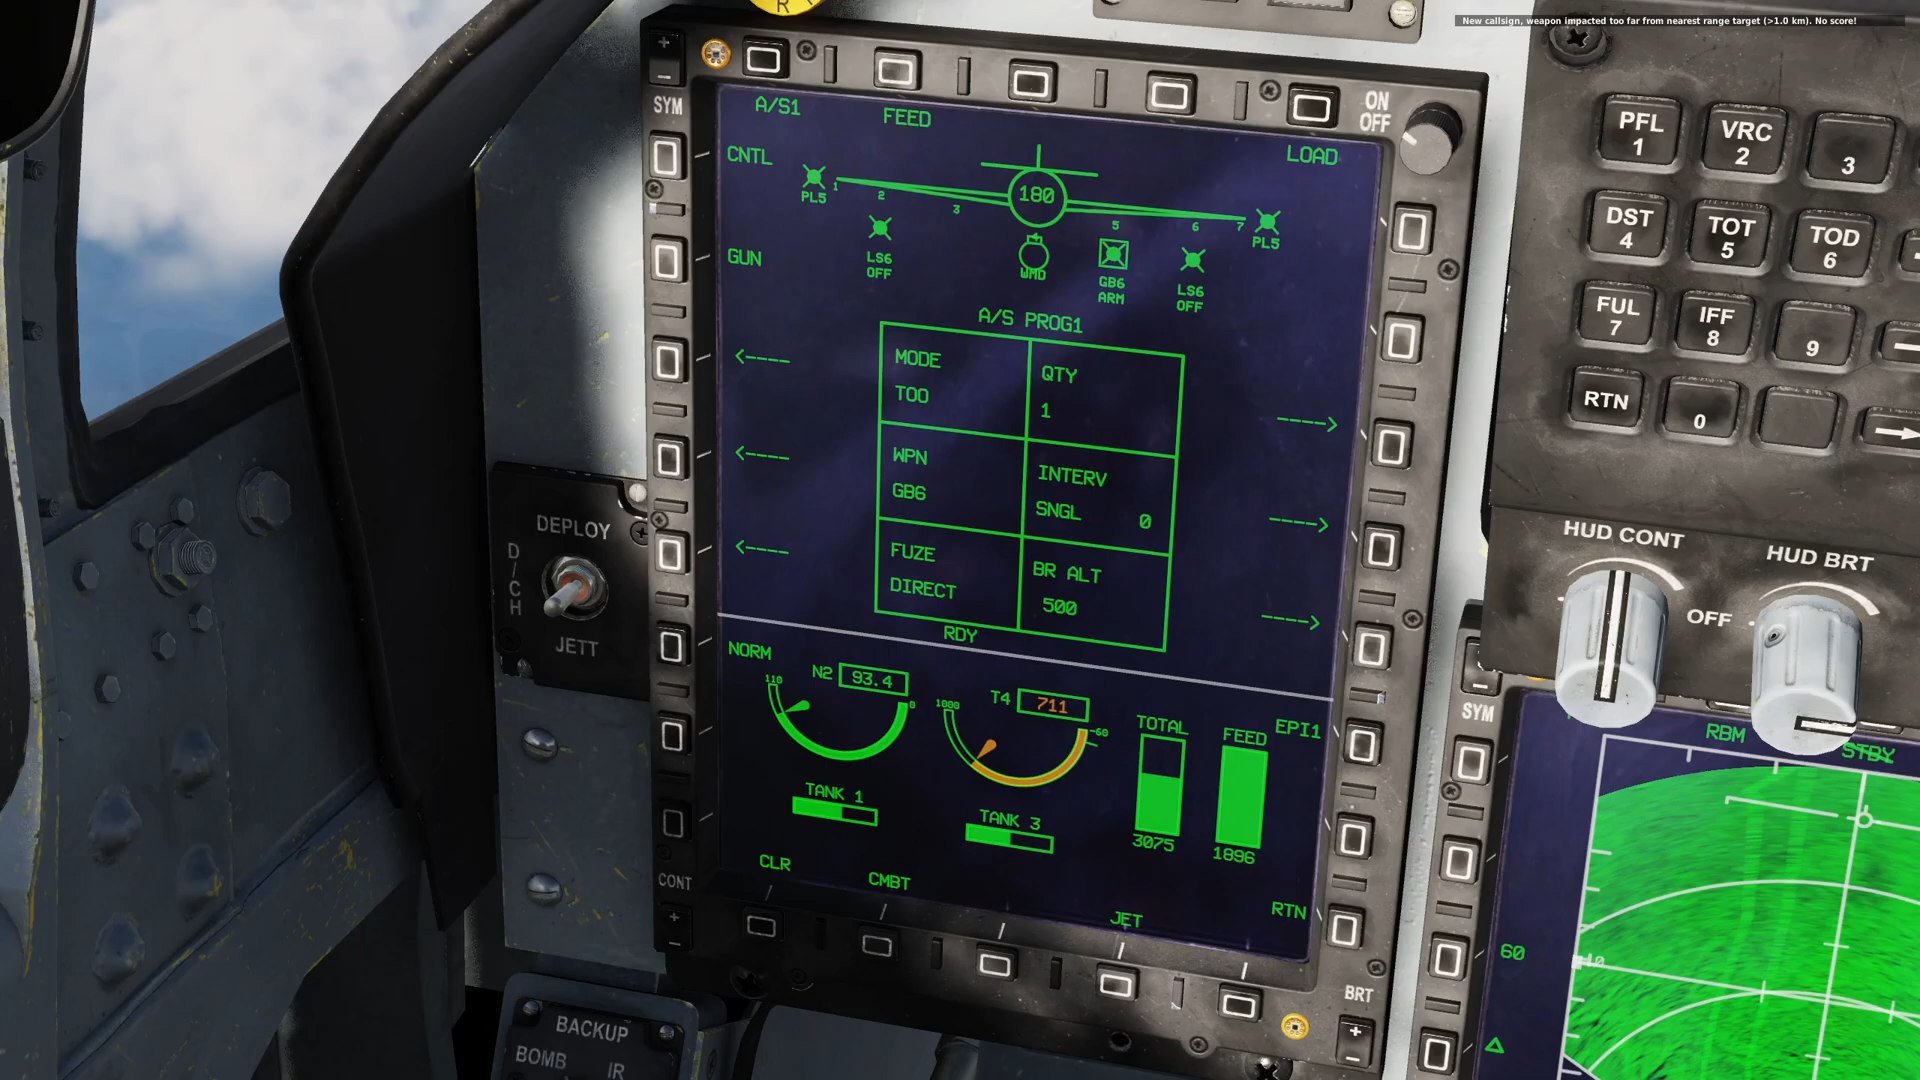 New callsign, weapon impacted too far from nearest range target (>1.0 km). No score!
R
SYM
ON
OFF
A/S1
FEED
CNTL
LOAD
PL5
1
2
3
180
5
6
7
PL5
GUN
LS6
OFF
WMD
GB6
ARM
LS6
OFF
A/S PROG1
MODE
TOO
QTY
1
WPN
GB6
INTERV
SNGL 0
FUZE
DIRECT
BR ALT
500
RDY
NORM
N2 93.4
110
0
T4 711
1000
-60
TOTAL
3075
FEED
1896
EPI1
TANK 1
TANK 3
CLR
CMBT
JET
RTN
CONT
BRT
DEPLOY
D/CH
JETT
BACKUP
BOMB IR
PFL
1
VRC
2
3
DST
4
TOT
5
TOD
6
FUL
7
IFF
8
9
RTN
0
HUD CONT
HUD BRT
OFF
SYM
RBM
STBY
60
10